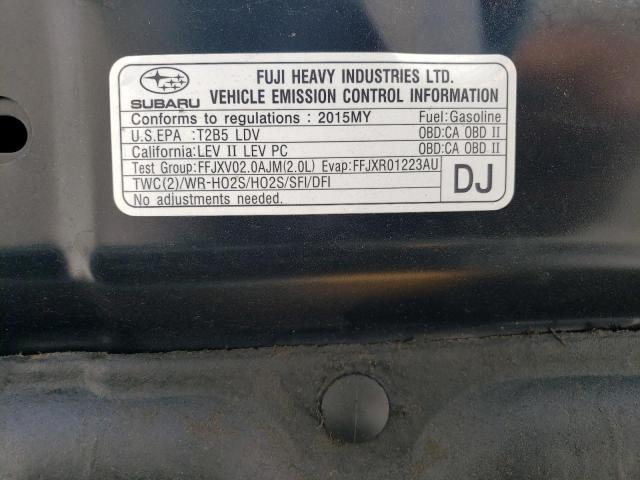 FUJI HEAVY INDUSTRIES LTD.
SUBARU VEHICLE EMISSION CONTROL INFORMATION
Conforms to regulations : 2015MY Fuel:Gasoline
U.S.EPA :T2B5 LDV OBD:CA OBD II
California:LEV II LEV PC OBD:CA OBD II
Test Group:FFJXV02.0AJM(2.0L) Evap:FFJXR01223AU
TWC(2)/WR-HO2S/HO2S/SFI/DFI
DJ
No adjustments needed.